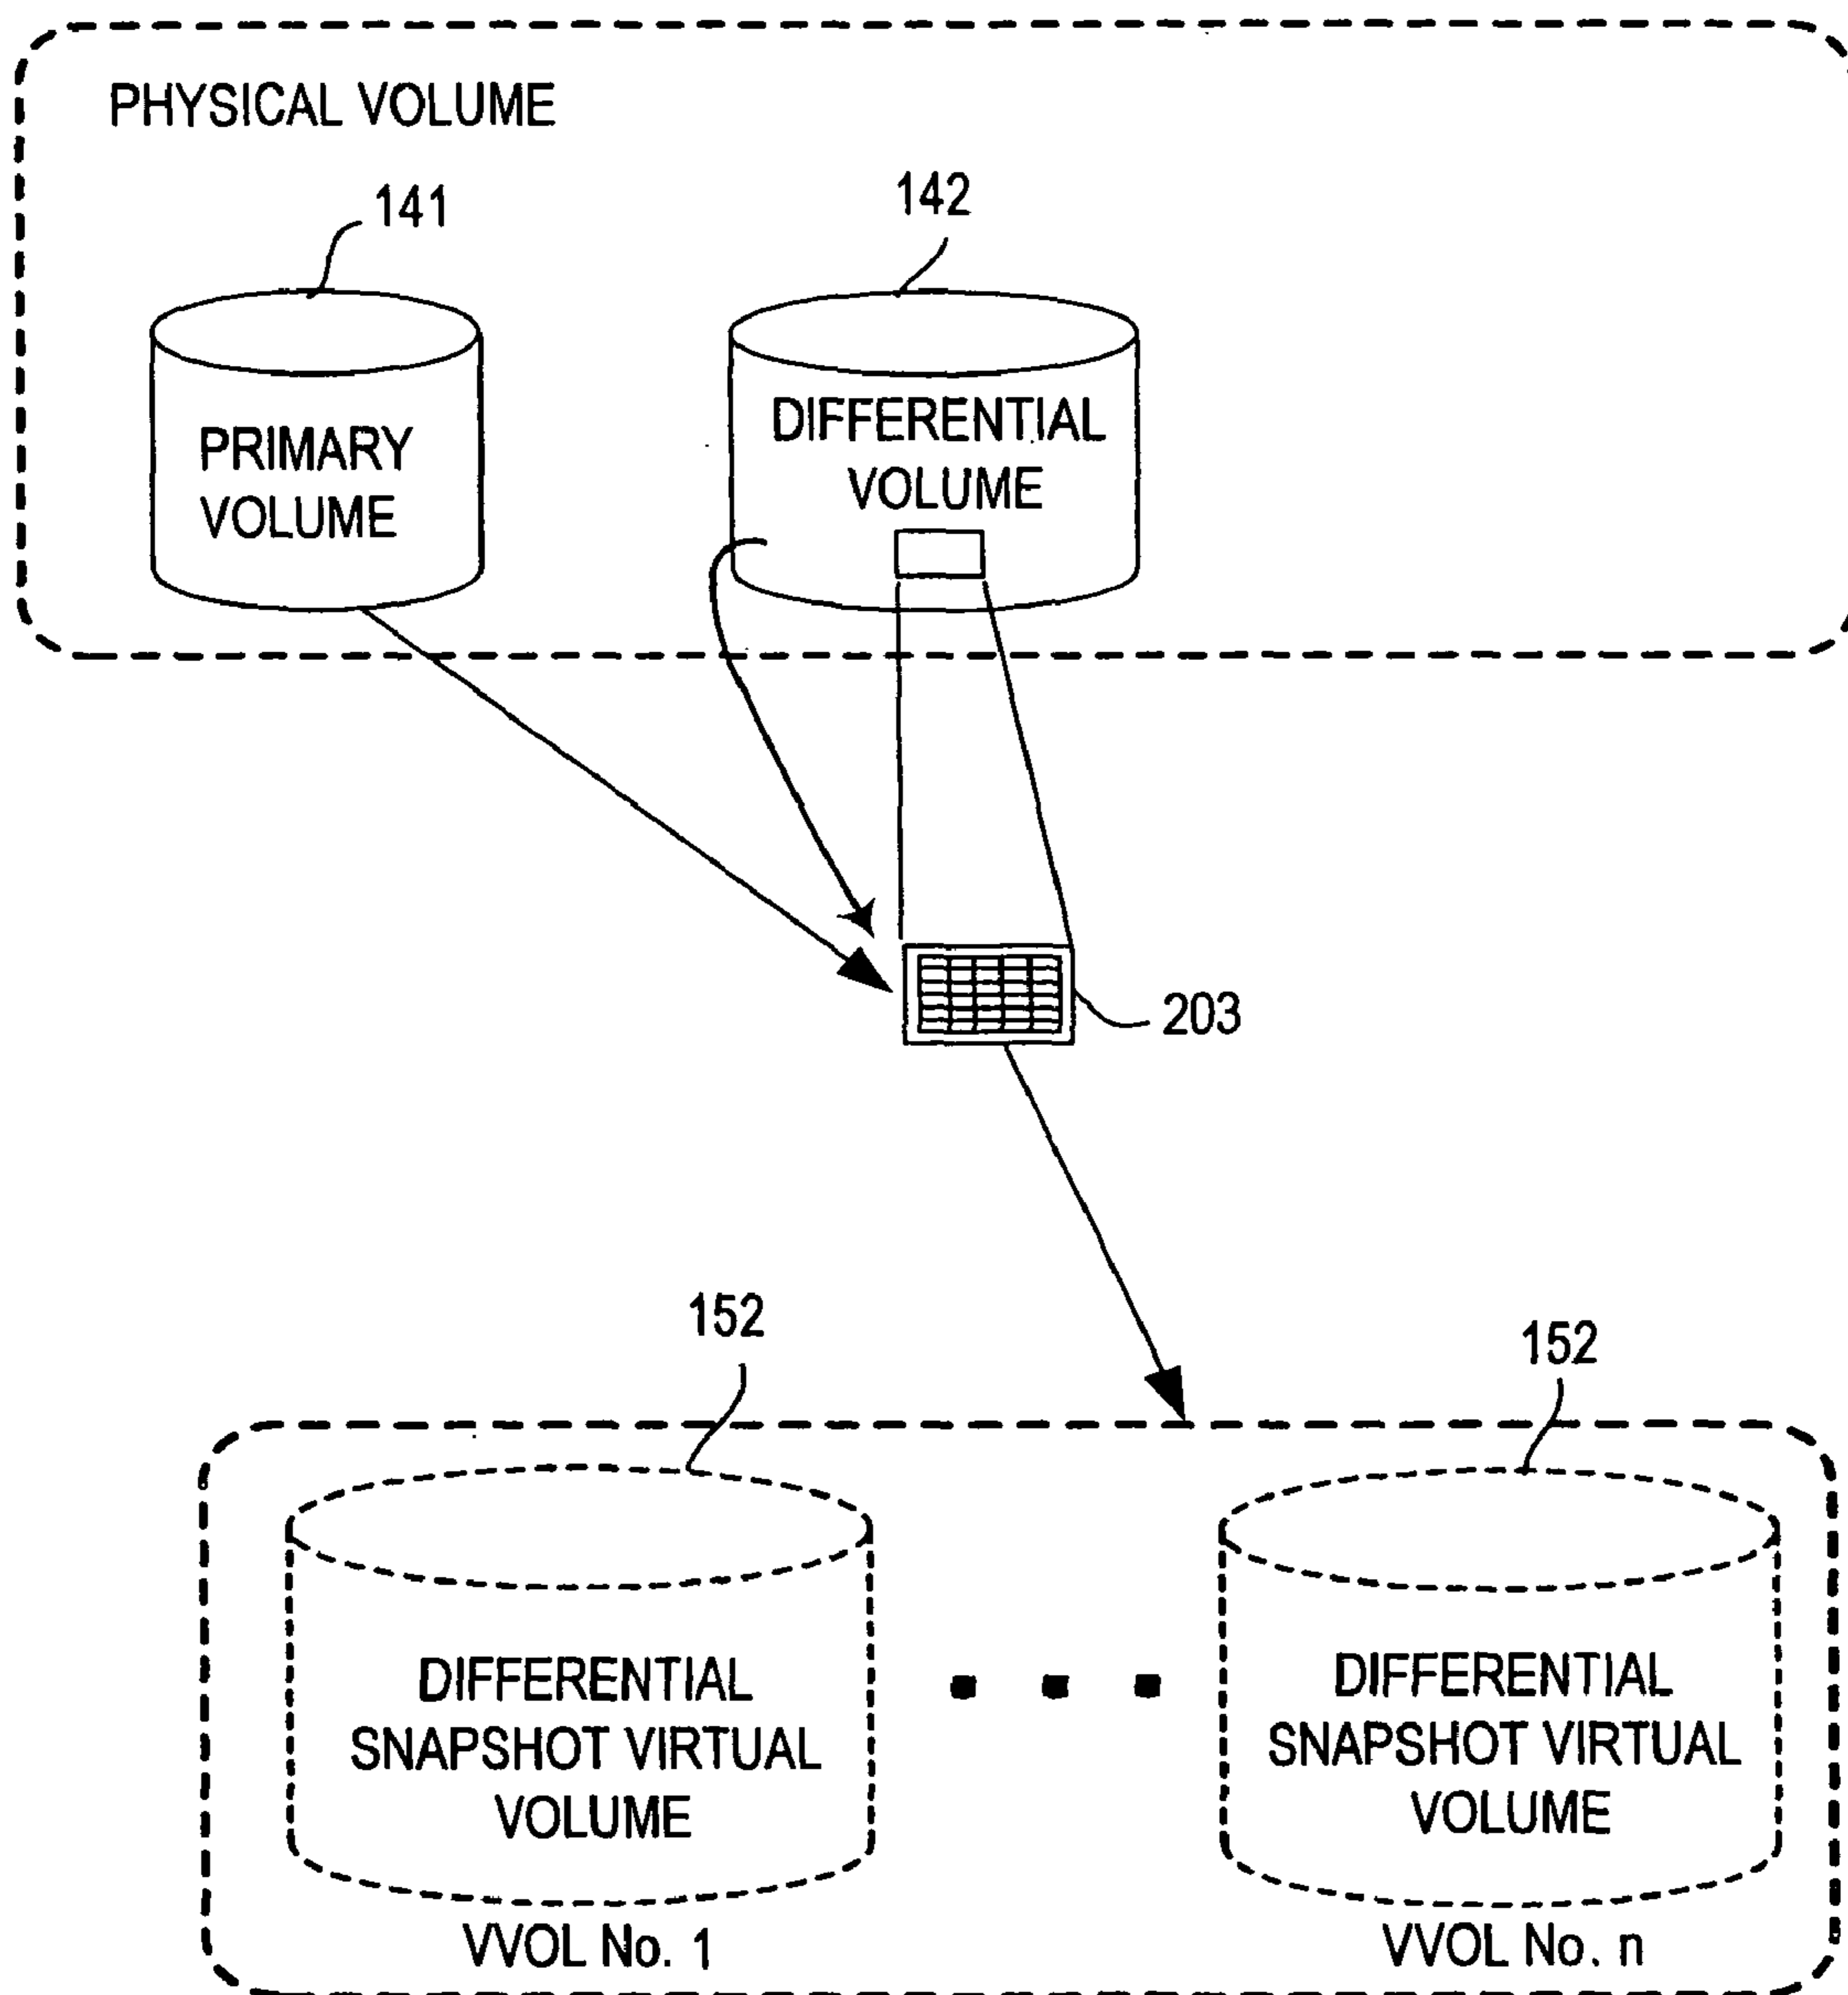 PHYSICAL VOLUME
141
142
PRIMARY
VOLUME
DIFFERENTIAL
VOLUME
203
152
152
DIFFERENTIAL
SNAPSHOT VIRTUAL
VOLUME
DIFFERENTIAL
SNAPSHOT VIRTUAL
VOLUME
VVOL No. 1
VVOL No. n